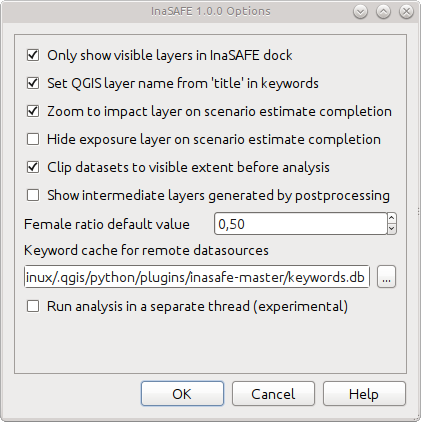 InaSAFE 1.0.0 Options
Only show visible layers in InaSAFE dock
Set QGIS layer name from 'title' in keywords
Zoom to impact layer on scenario estimate completion
Hide exposure layer on scenario estimate completion
Clip datasets to visible extent before analysis
Show intermediate layers generated by postprocessing
Female ratio default value 0,50
Keyword cache for remote datasources
inux/.qgis/python/plugins/inasafe-master/keywords.db ...
Run analysis in a separate thread (experimental)
OK Cancel Help